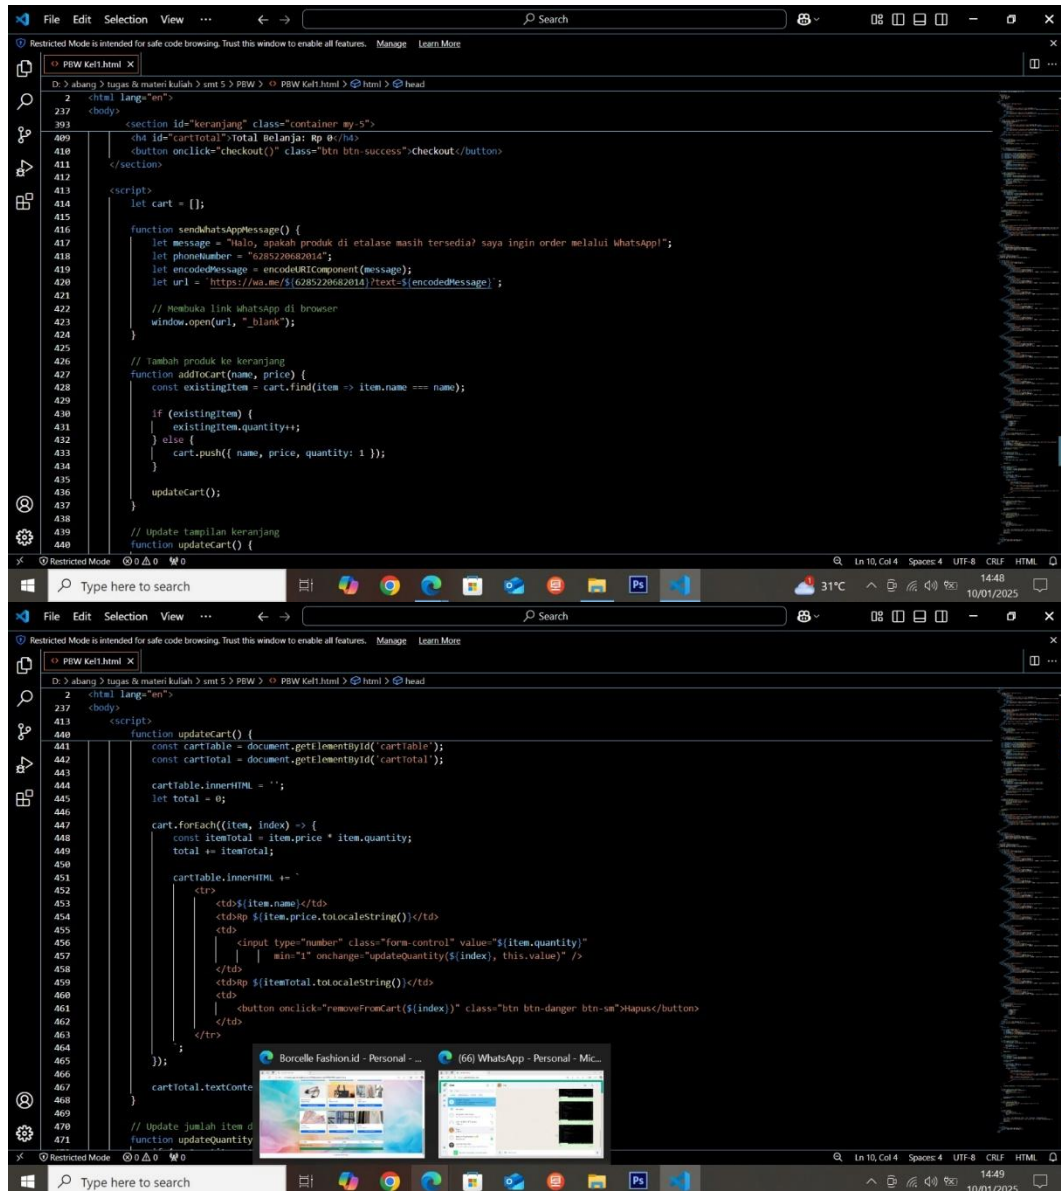 File Edit Selection View ··· Search
Restricted Mode is intended for safe code browsing. Trust this window to enable all features. Manage Learn More
PBW Kel1.html
D: > abang > tugas & materi kuliah > smt 5 > PBW > PBW Kel1.html > html > head
2 <html lang="en">
237 <body>
393 <section id="keranjang" class="container my-5">
409 <h4 id="cartTotal">Total Belanja: Rp 0</h4>
410 <button onclick="checkout()" class="btn btn-success">Checkout</button>
411 </section>
412
413 <script>
414 let cart = [];
415
416 function sendWhatsAppMessage() {
417 let message = "Halo, apakah produk di etalase masih tersedia? saya ingin order melalui WhatsApp!";
418 let phoneNumber = "6285220682014";
419 let encodedMessage = encodeURIComponent(message);
420 let url = `https://wa.me/${6285220682014}?text=${encodedMessage}`;
421
422 // Membuka link WhatsApp di browser
423 window.open(url, "_blank");
424 }
425
426 // Tambah produk ke keranjang
427 function addToCart(name, price) {
428 const existingItem = cart.find(item => item.name === name);
429
430 if (existingItem) {
431 existingItem.quantity++;
432 } else {
433 cart.push({ name, price, quantity: 1 });
434 }
435
436 updateCart();
437 }
438
439 // Update tampilan keranjang
440 function updateCart() {
Restricted Mode 0 0 0 Ln 10, Col 4 Spaces: 4 UTF-8 CRLF HTML
Type here to search Ps 31°C 14:48
10/01/2025
File Edit Selection View ··· Search
Restricted Mode is intended for safe code browsing. Trust this window to enable all features. Manage Learn More
PBW Kel1.html
D: > abang > tugas & materi kuliah > smt 5 > PBW > PBW Kel1.html > html > head
2 <html lang="en">
237 <body>
413 <script>
440 function updateCart() {
441 const cartTable = document.getElementById('cartTable');
442 const cartTotal = document.getElementById('cartTotal');
443
444 cartTable.innerHTML = '';
445 let total = 0;
446
447 cart.forEach((item, index) => {
448 const itemTotal = item.price * item.quantity;
449 total += itemTotal;
450
451 cartTable.innerHTML += `
452 <tr>
453 <td>${item.name}</td>
454 <td>Rp ${item.price.toLocaleString()}</td>
455 <td>
456 <input type="number" class="form-control" value="${item.quantity}"
457 min="1" onchange="updateQuantity(${index}, this.value)" />
458 </td>
459 <td>Rp ${itemTotal.toLocaleString()}</td>
460 <td>
461 <button onclick="removeFromCart(${index})" class="btn btn-danger btn-sm">Hapus</button>
462 </td>
463 </tr>
464 `;
465 });
466
467 cartTotal.textConte
468 }
469
470 // Update jumlah item d
471 function updateQuantity
Borcelle Fashion.id - Personal - ... (66) WhatsApp - Personal - Mic...
Restricted Mode 0 0 0 Ln 10, Col 4 Spaces: 4 UTF-8 CRLF HTML
Type here to search Ps 14:49
10/01/2025